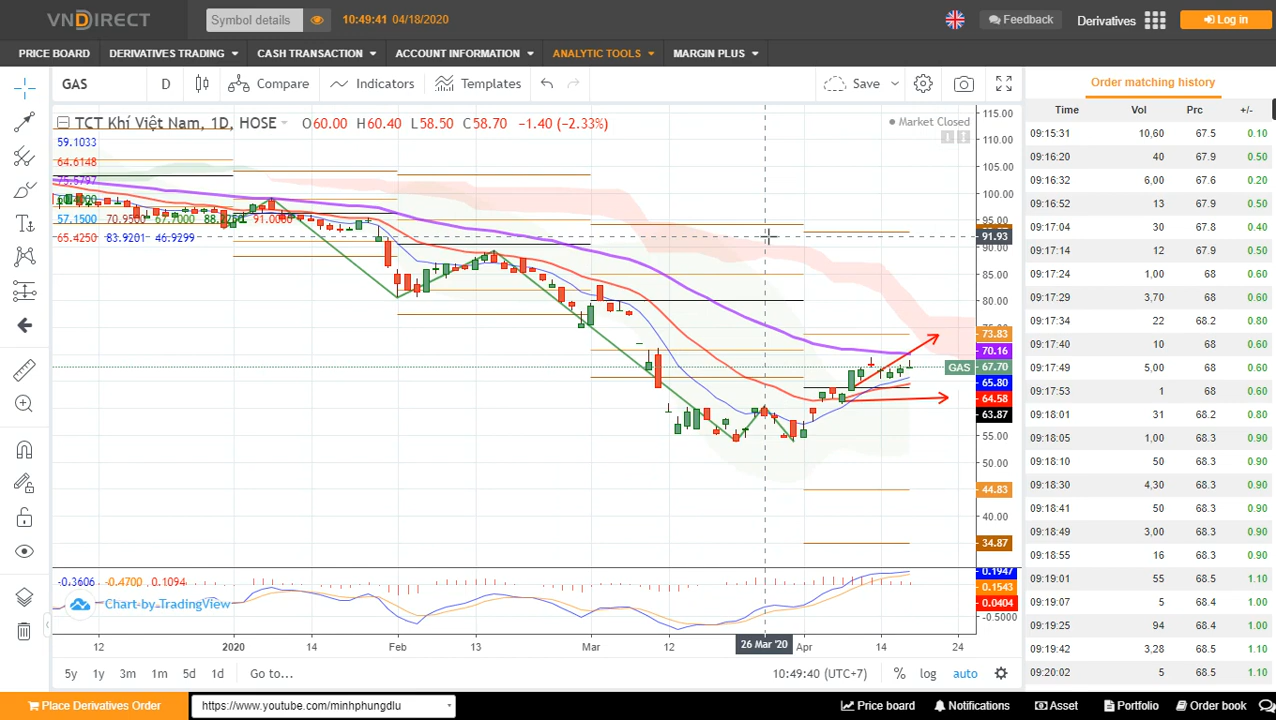 VNDIRECT Symbol details 10:49:41 04/18/2020 Feedback Derivatives Log in
PRICE BOARD DERIVATIVES TRADING CASH TRANSACTION ACCOUNT INFORMATION ANALYTIC TOOLS MARGIN PLUS
GAS D Compare Indicators Templates Save
TCT Khí Việt Nam, 1D, HOSE O60.00 H60.40 L58.50 C58.70 −1.40 (−2.33%)
Market Closed
59.1033
64.6148
75.5797
57.1500 70.9500 67.7000 91.0000
65.4250 83.9201 46.9299
115.00
110.00
105.00
100.00
95.00
91.93
90.00
85.00
80.00
73.83
70.16
GAS 67.70
65.80
64.58
63.87
55.00
50.00
44.83
40.00
34.87
-0.3606 -0.4700 0.1094
0.1947
0.1543
0.0404
-0.5000
Chart by TradingView
12 2020 14 Feb 13 Mar 12 26 Mar '20 Apr 14 24
5y 1y 3m 1m 5d 1d Go to... 10:49:40 (UTC+7) % log auto
Order matching history
Time Vol Prc +/-
09:15:31 10,60 67.5 0.10
09:16:20 40 67.9 0.50
09:16:32 6,00 67.6 0.20
09:16:52 13 67.9 0.50
09:17:04 30 67.8 0.40
09:17:14 12 67.9 0.50
09:17:24 1,00 68 0.60
09:17:29 3,70 68 0.60
09:17:34 22 68.2 0.80
09:17:40 10 68 0.60
09:17:49 5,00 68 0.60
09:17:53 1 68 0.60
09:18:01 31 68.2 0.80
09:18:05 1,00 68.3 0.90
09:18:10 50 68.3 0.90
09:18:30 4,30 68.3 0.90
09:18:41 50 68.3 0.90
09:18:49 3,00 68.3 0.90
09:18:55 16 68.3 0.90
09:19:01 55 68.5 1.10
09:19:07 5 68.4 1.00
09:19:25 94 68.4 1.00
09:19:42 3,28 68.5 1.10
09:20:02 5 68.5 1.10
Place Derivatives Order https://www.youtube.com/minhphungdlu Price board Notifications Asset Portfolio Order book